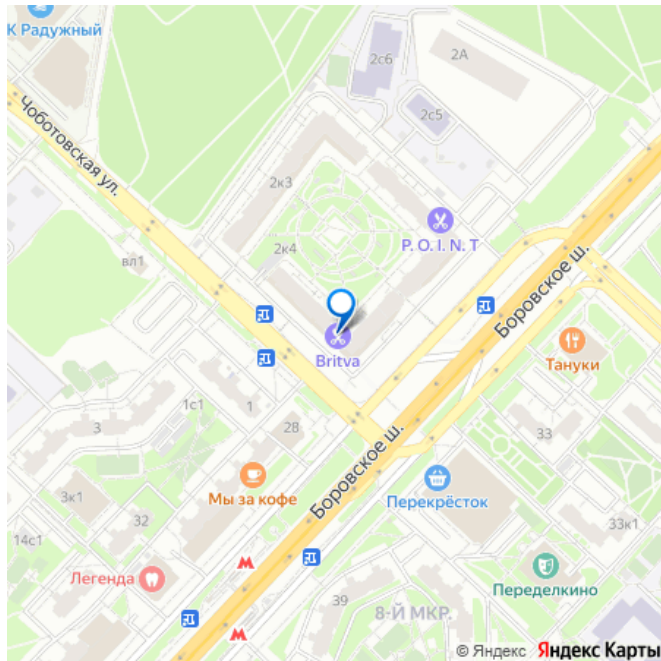 К Радужный
2с6
2А
2с5
Чоботовская ул.
2к3
P. O. I. N. T
2к4
вл1
Боровское ш.
Britva
Тануки
1с1
1
3
28
33
Боровское ш.
Мы за кофе
Перекрёсток
3к1
32
33к1
14с1
Легенда
Переделкино
39
8-Й МКР.
© Яндекс Яндекс Карты